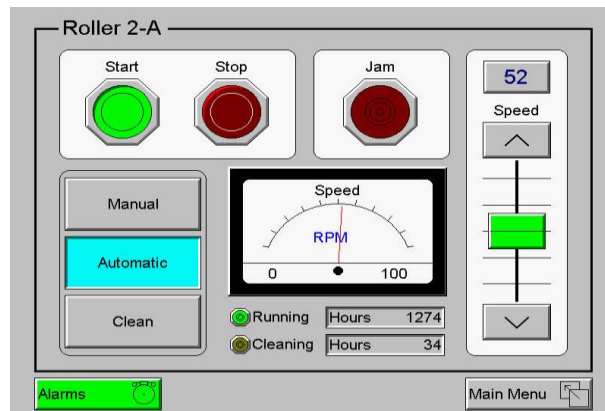 Roller 2-A
Start
Stop
Jam
52
Speed
Manual
Automatic
Clean
Speed
RPM
0 100
Running Hours 1274
Cleaning Hours 34
Alarms
Main Menu